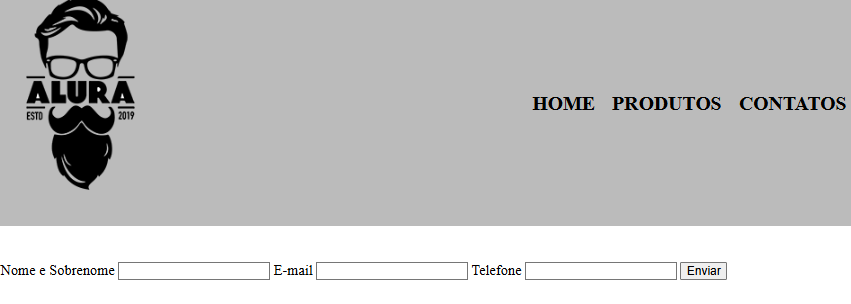 ALURA
ESTD 2019
HOME PRODUTOS CONTATOS
Nome e Sobrenome E-mail Telefone Enviar